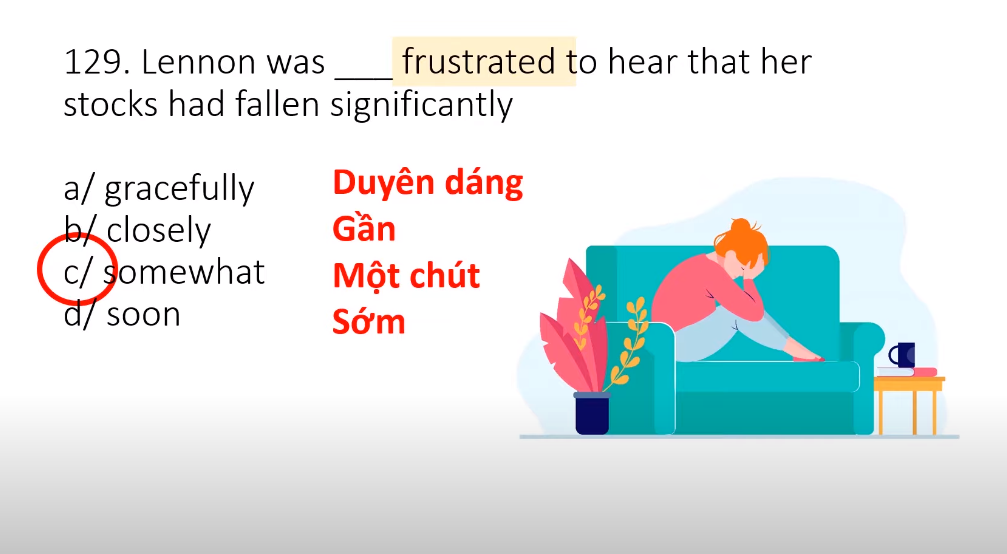 129. Lennon was ___ frustrated to hear that her
stocks had fallen significantly
a/ gracefully
Duyên dáng
b/ closely
Gần
c/ somewhat
Một chút
d/ soon
Sớm